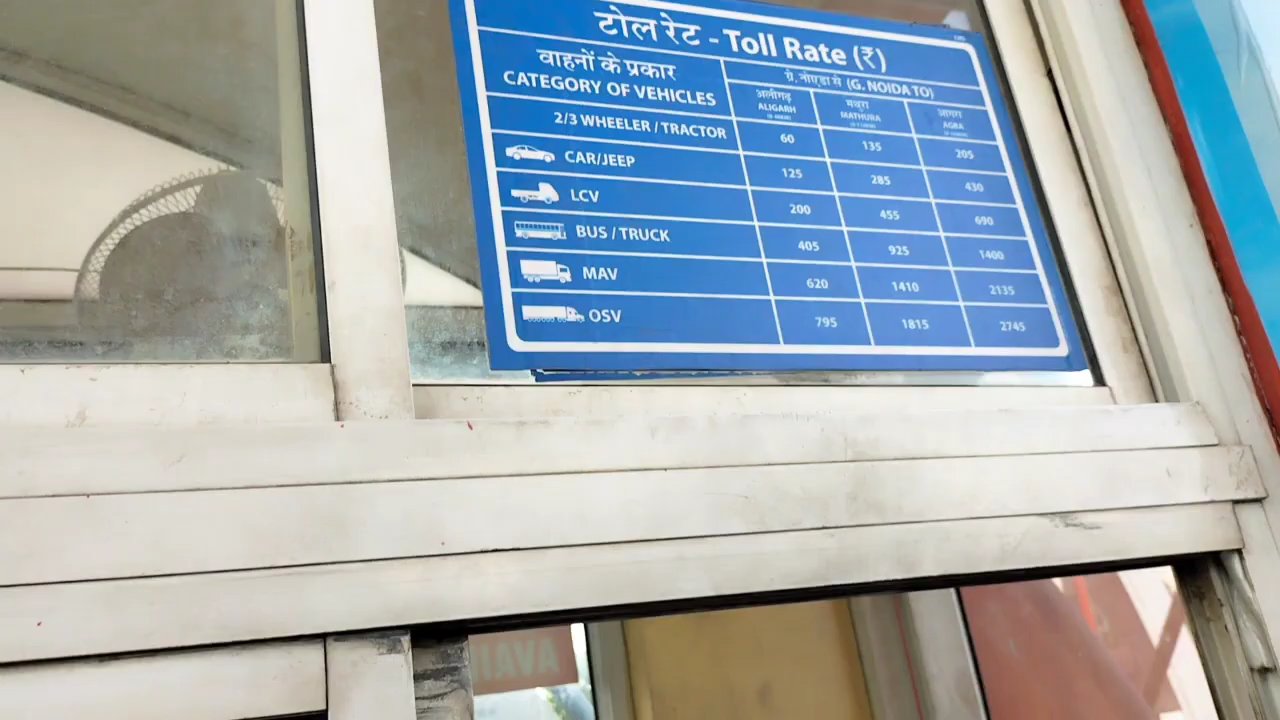 टोल रेट - Toll Rate (₹)
वाहनों के प्रकार
CATEGORY OF VEHICLES
ग्रे. नोएडा से (G. NOIDA TO)
अलीगढ़ मथुरा आगरा
ALIGARH MATHURA AGRA
2/3 WHEELER / TRACTOR 60 135 205
CAR/JEEP 125 285 430
LCV 200 455 690
BUS / TRUCK 405 925 1400
MAV 620 1410 2135
OSV 795 1815 2745